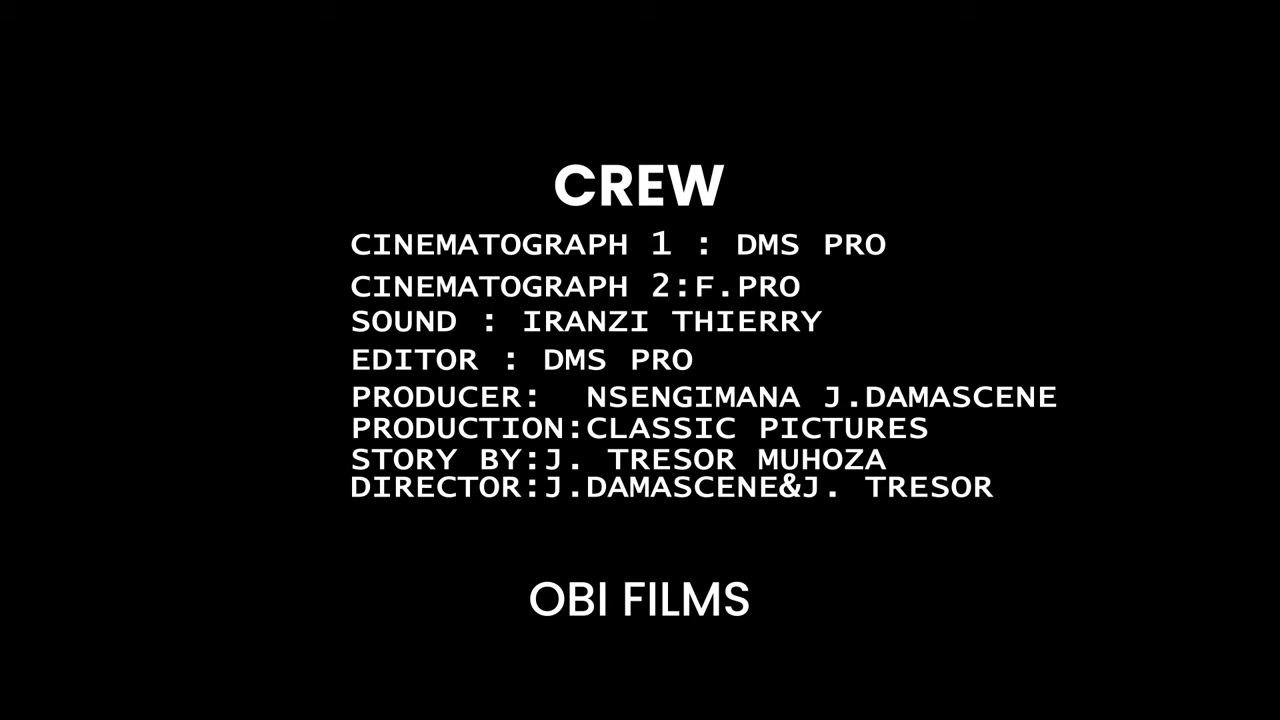 CREW
CINEMATOGRAPH 1 : DMS PRO
CINEMATOGRAPH 2:F.PRO
SOUND : IRANZI THIERRY
EDITOR : DMS PRO
PRODUCER:  NSENGIMANA J.DAMASCENE
PRODUCTION:CLASSIC PICTURES
STORY BY:J. TRESOR MUHOZA
DIRECTOR:J.DAMASCENE&J. TRESOR
OBI FILMS